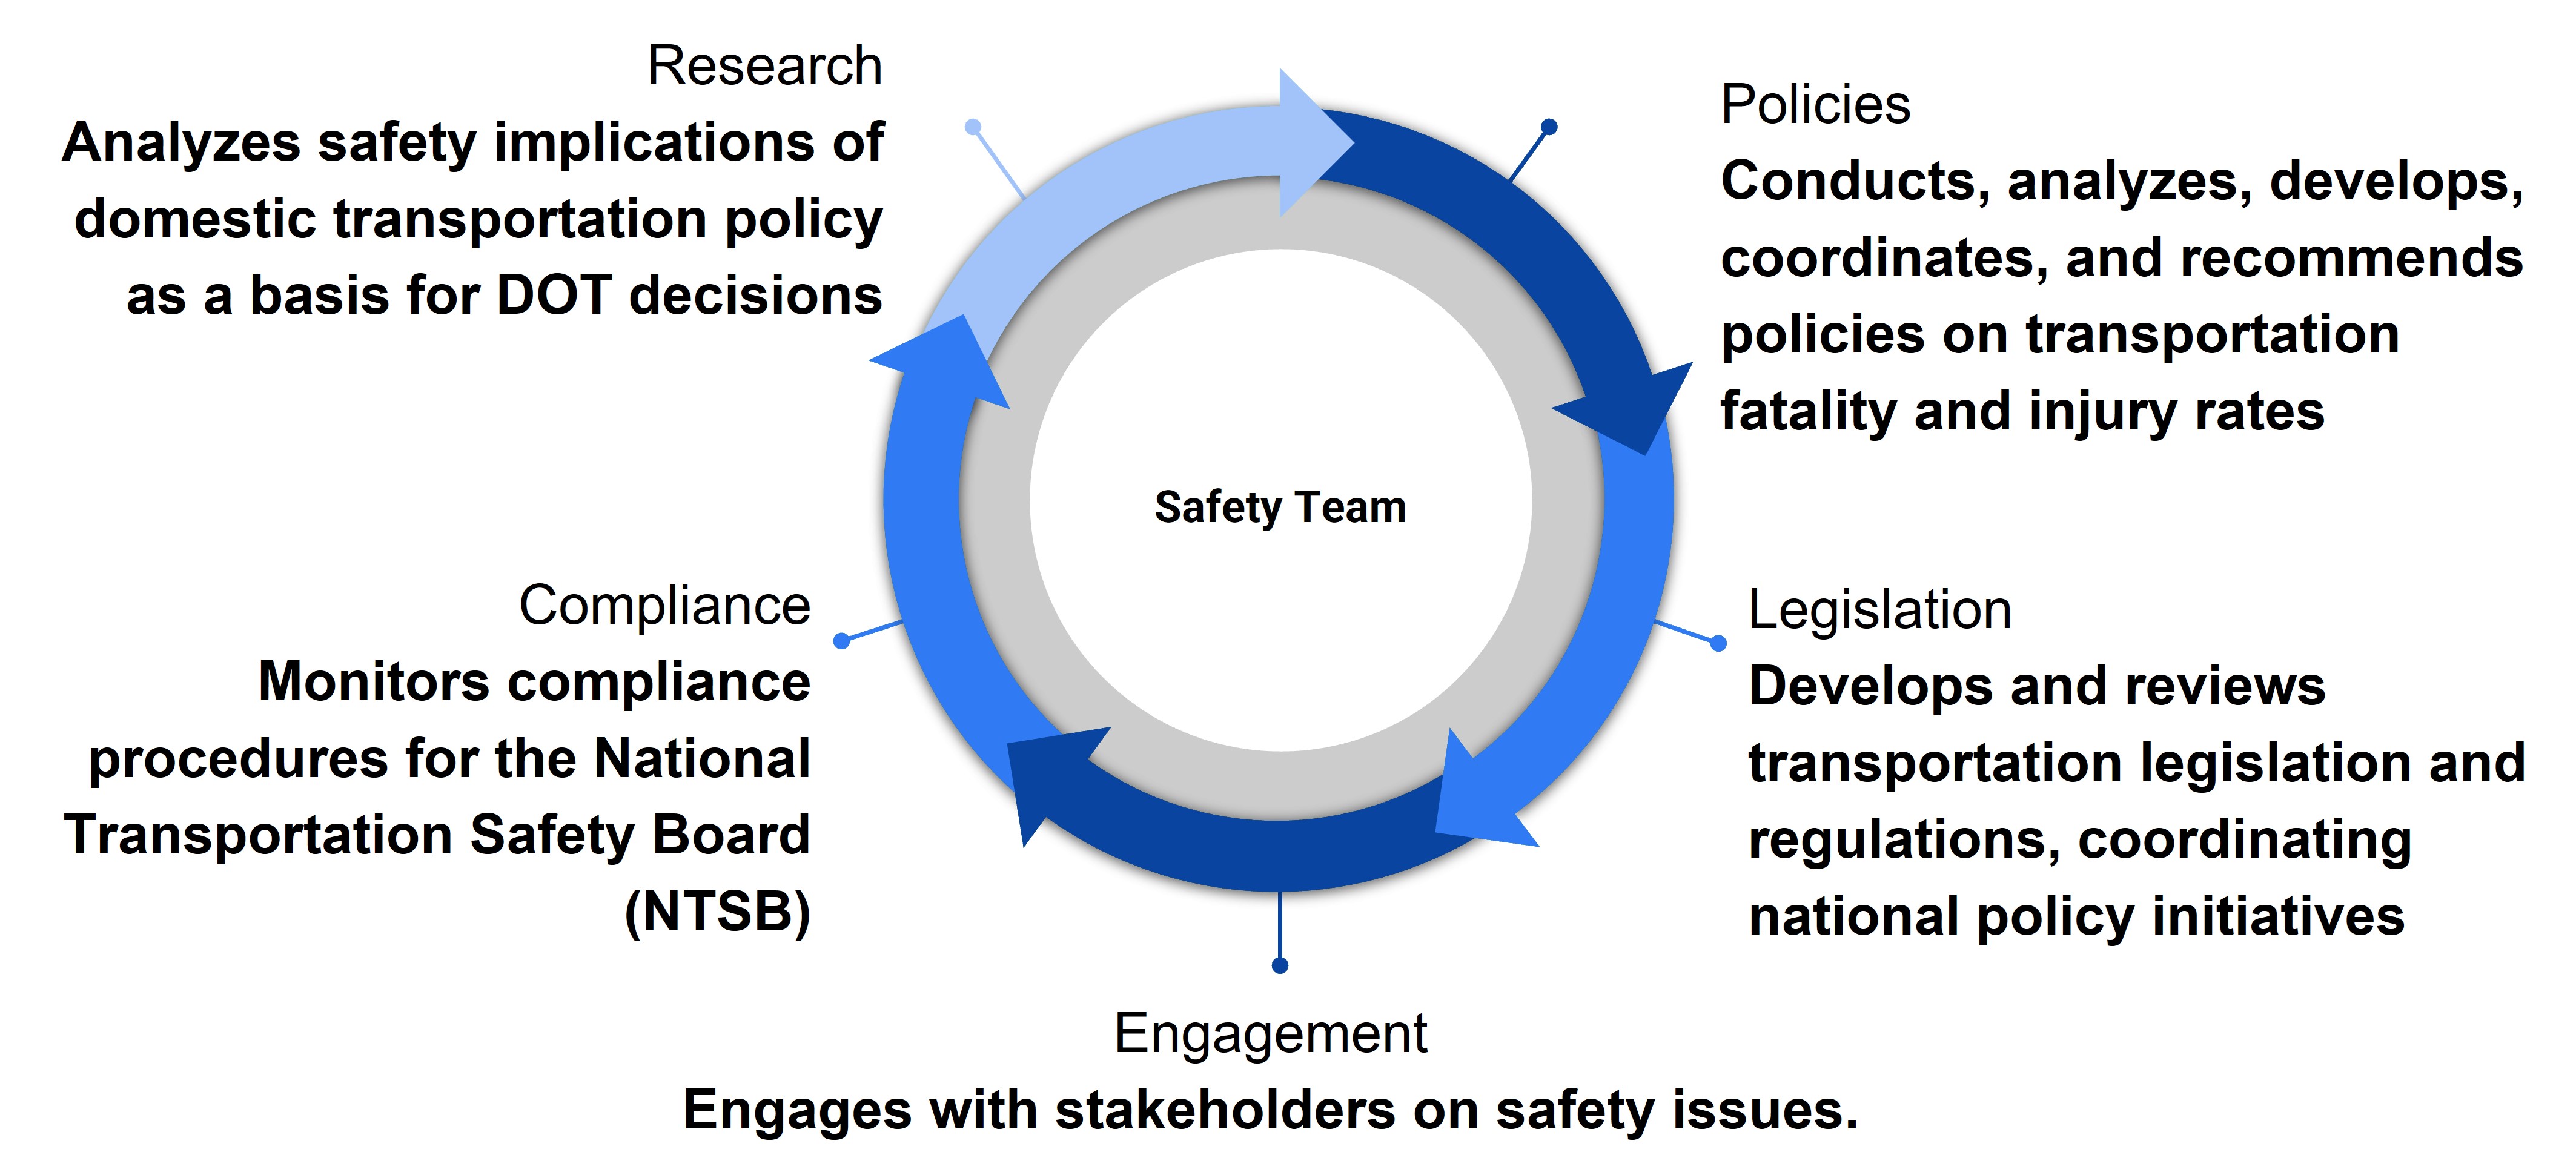 Research
Analyzes safety implications of
domestic transportation policy
as a basis for DOT decisions
Policies
Conducts, analyzes, develops,
coordinates, and recommends
policies on transportation
fatality and injury rates
Safety Team
Compliance
Monitors compliance
procedures for the National
Transportation Safety Board
(NTSB)
Legislation
Develops and reviews
transportation legislation and
regulations, coordinating
national policy initiatives
Engagement
Engages with stakeholders on safety issues.